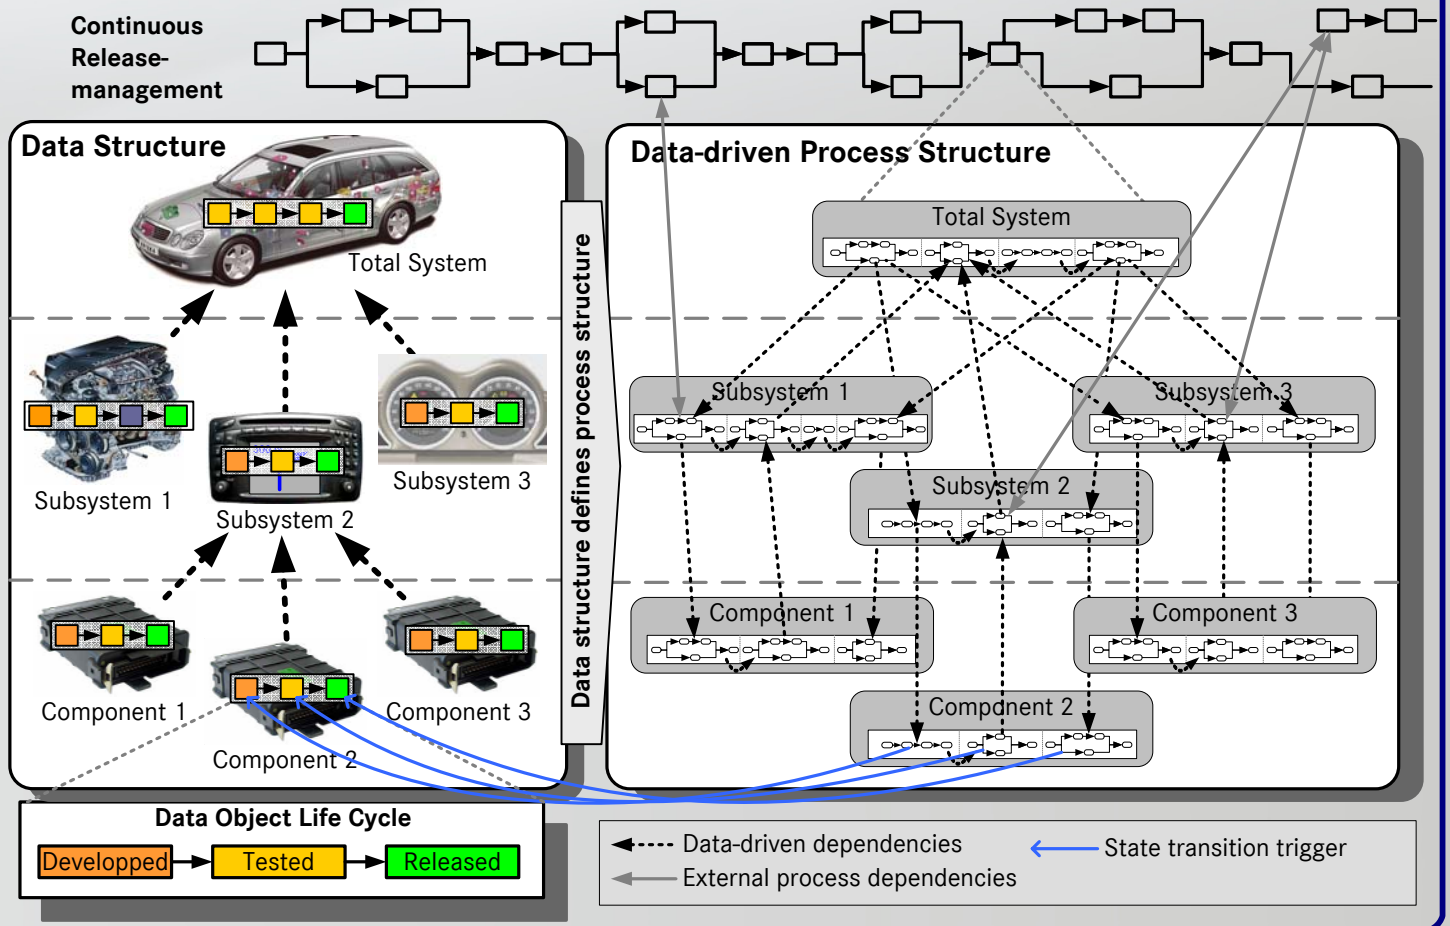 Continuous
Release-
management
Data Structure
Total System
Subsystem 1
Subsystem 2
Subsystem 3
Component 1
Component 2
Component 3
Data structure defines process structure
Data-driven Process Structure
Total System
Subsystem 1
Subsystem 3
Subsystem 2
Component 1
Component 3
Component 2
Data Object Life Cycle
Developped
Tested
Released
Data-driven dependencies
State transition trigger
External process dependencies